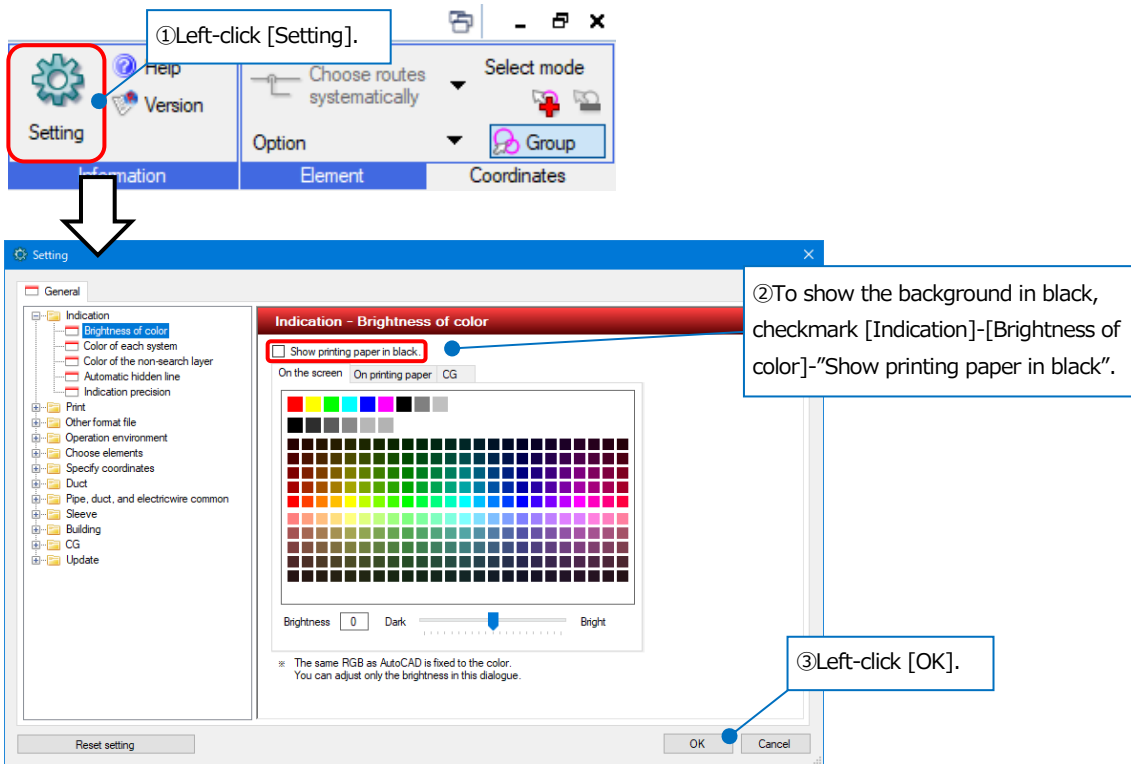 ①Left-click [Setting].
Help
Version
Setting
Information
Choose routes
systematically
Option
Element
Select mode
Group
Coordinates
Setting
General
Indication
Brightness of color
Color of each system
Color of the non-search layer
Automatic hidden line
Indication precision
Print
Other format file
Operation environment
Choose elements
Specify coordinates
Duct
Pipe, duct, and electricwire common
Sleeve
Building
CG
Update
Indication - Brightness of color
Show printing paper in black.
On the screen On printing paper CG
Brightness 0 Dark Bright
※ The same RGB as AutoCAD is fixed to the color.
You can adjust only the brightness in this dialogue.
②To show the background in black,
checkmark [Indication]-[Brightness of
color]-”Show printing paper in black”.
③Left-click [OK].
Reset setting
OK Cancel